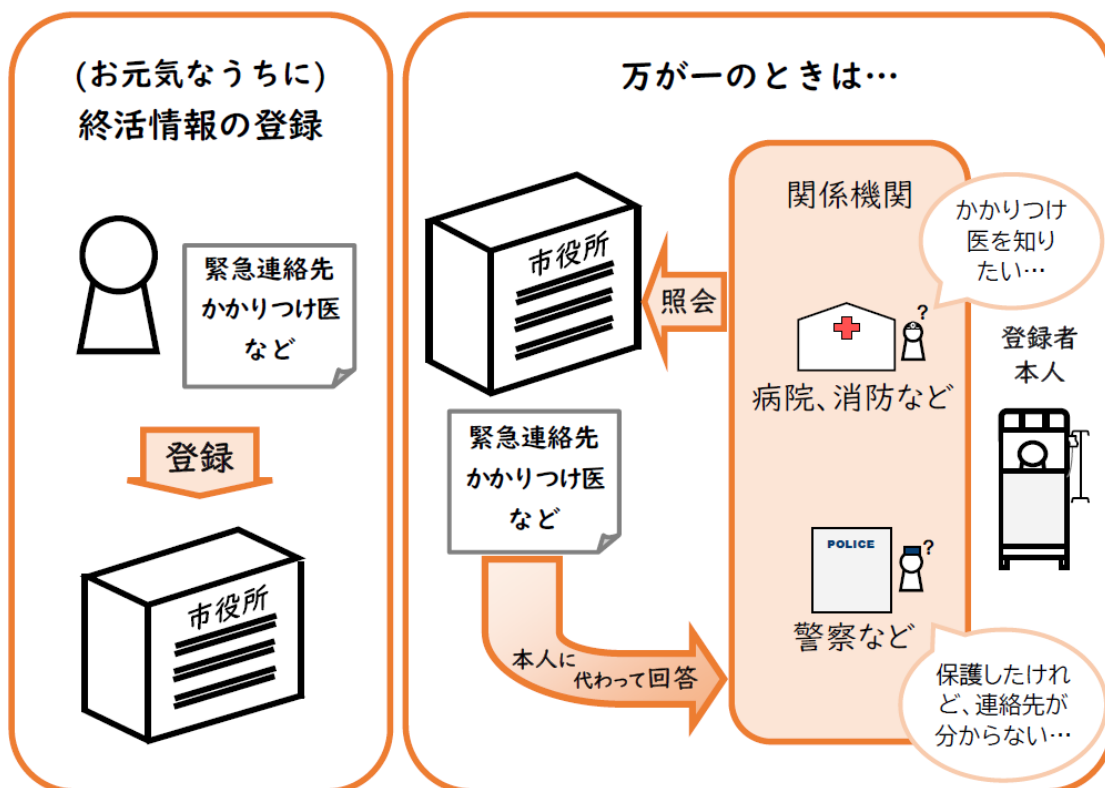 (お元気なうちに)
終活情報の登録
緊急連絡先
かかりつけ医
など
登録
市役所
万が一のときは…
市役所
照会
緊急連絡先
かかりつけ医
など
本人に
代わって回答
関係機関
かかりつけ
医を知り
たい…
?
病院、消防など
登録者
本人
POLICE
?
警察など
保護したけれ
ど、連絡先が
分からない…